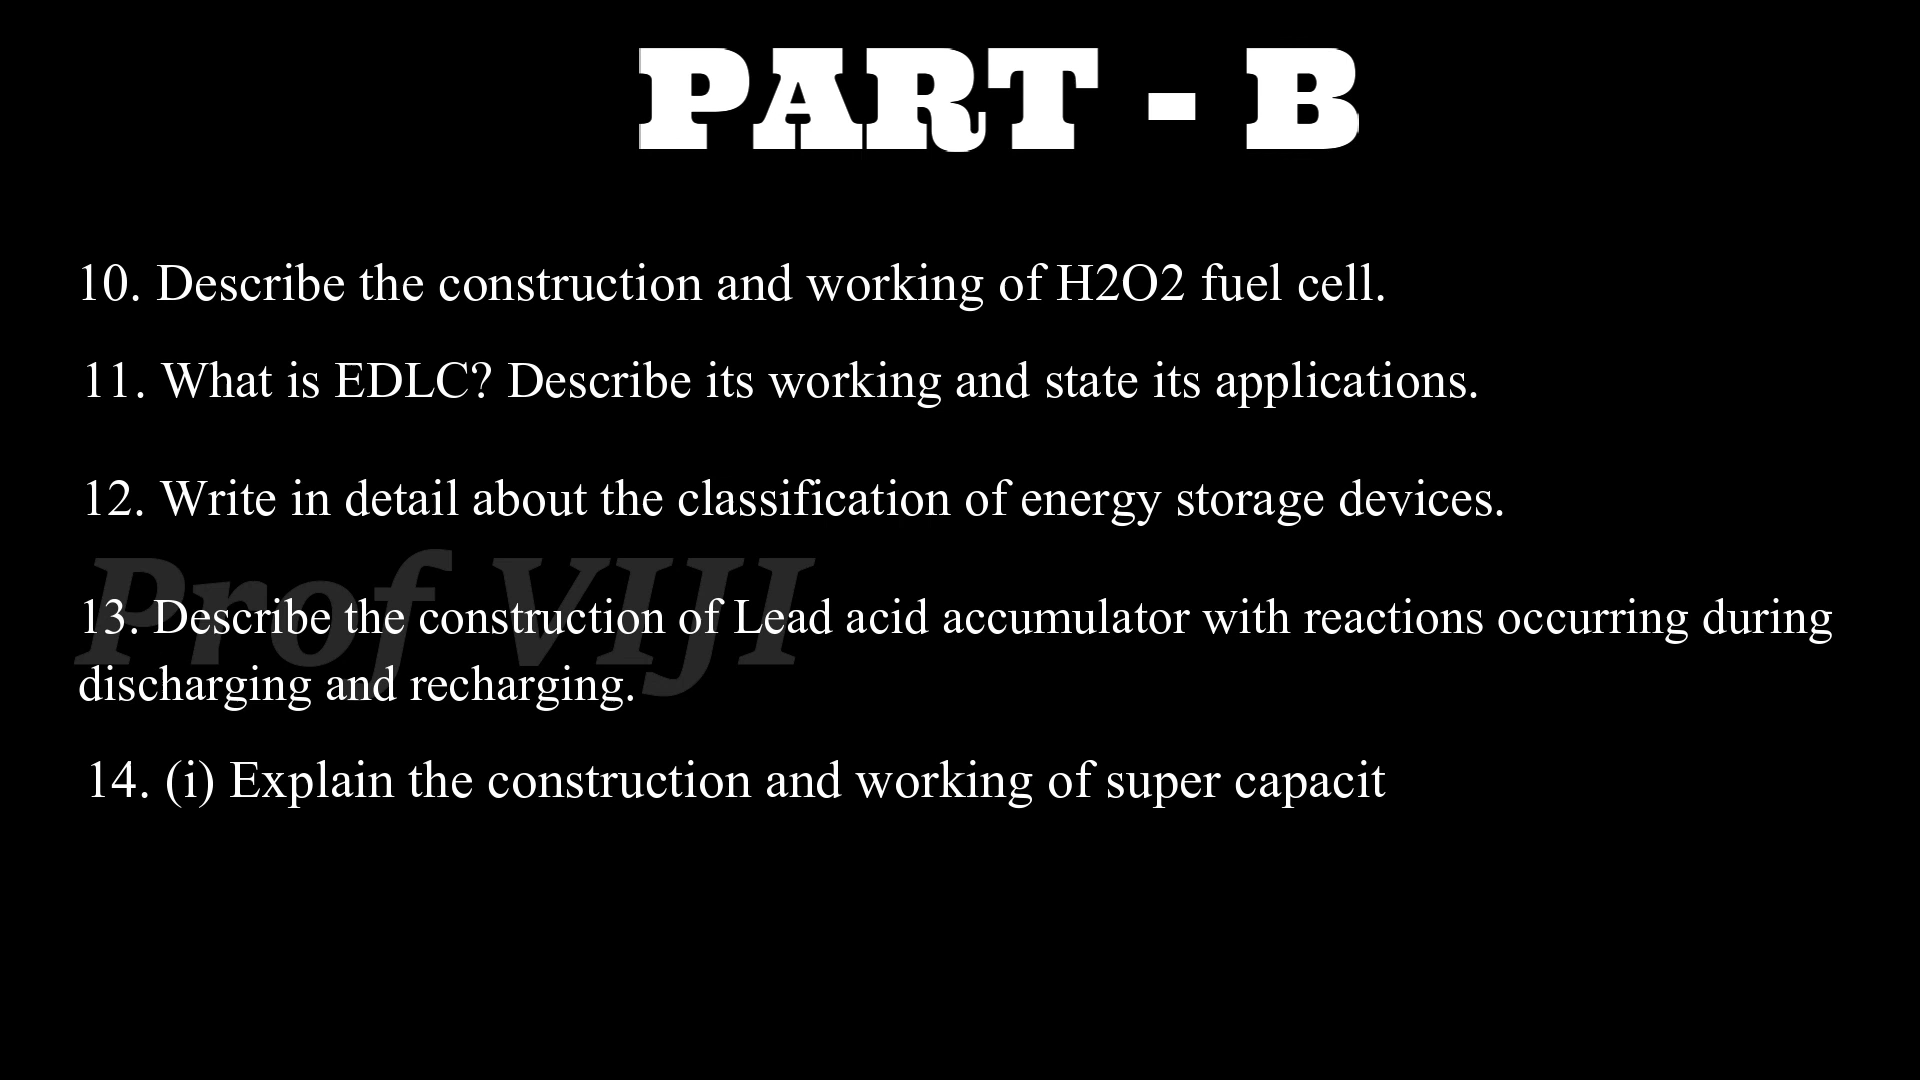 PART - B
10. Describe the construction and working of H2O2 fuel cell.
11. What is EDLC? Describe its working and state its applications.
12. Write in detail about the classification of energy storage devices.
Prof VIJI
13. Describe the construction of Lead acid accumulator with reactions occurring during
discharging and recharging.
14. (i) Explain the construction and working of super capacit